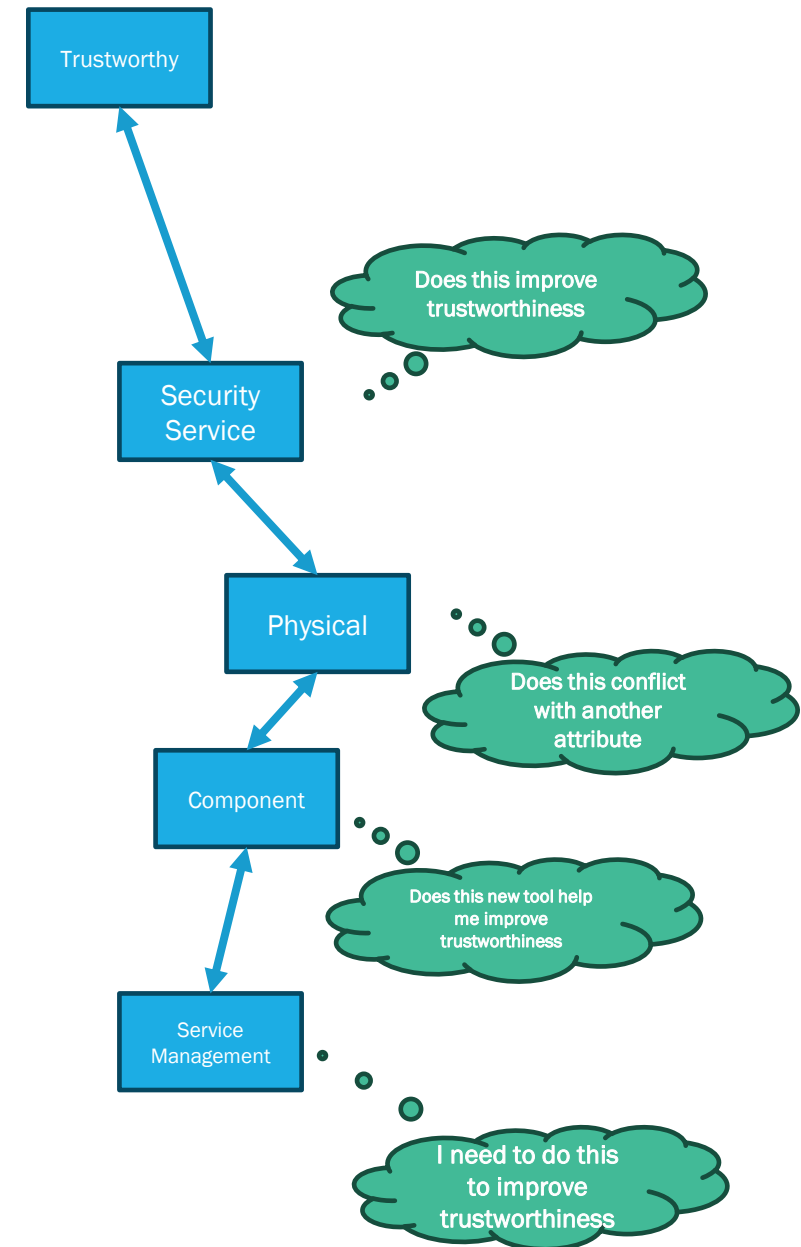 Trustworthy
Does this improve
trustworthiness
Security
Service
Physical
Does this conflict
with another
attribute
Component
Does this new tool help
me improve
trustworthiness
Service
Management
I need to do this
to improve
trustworthiness